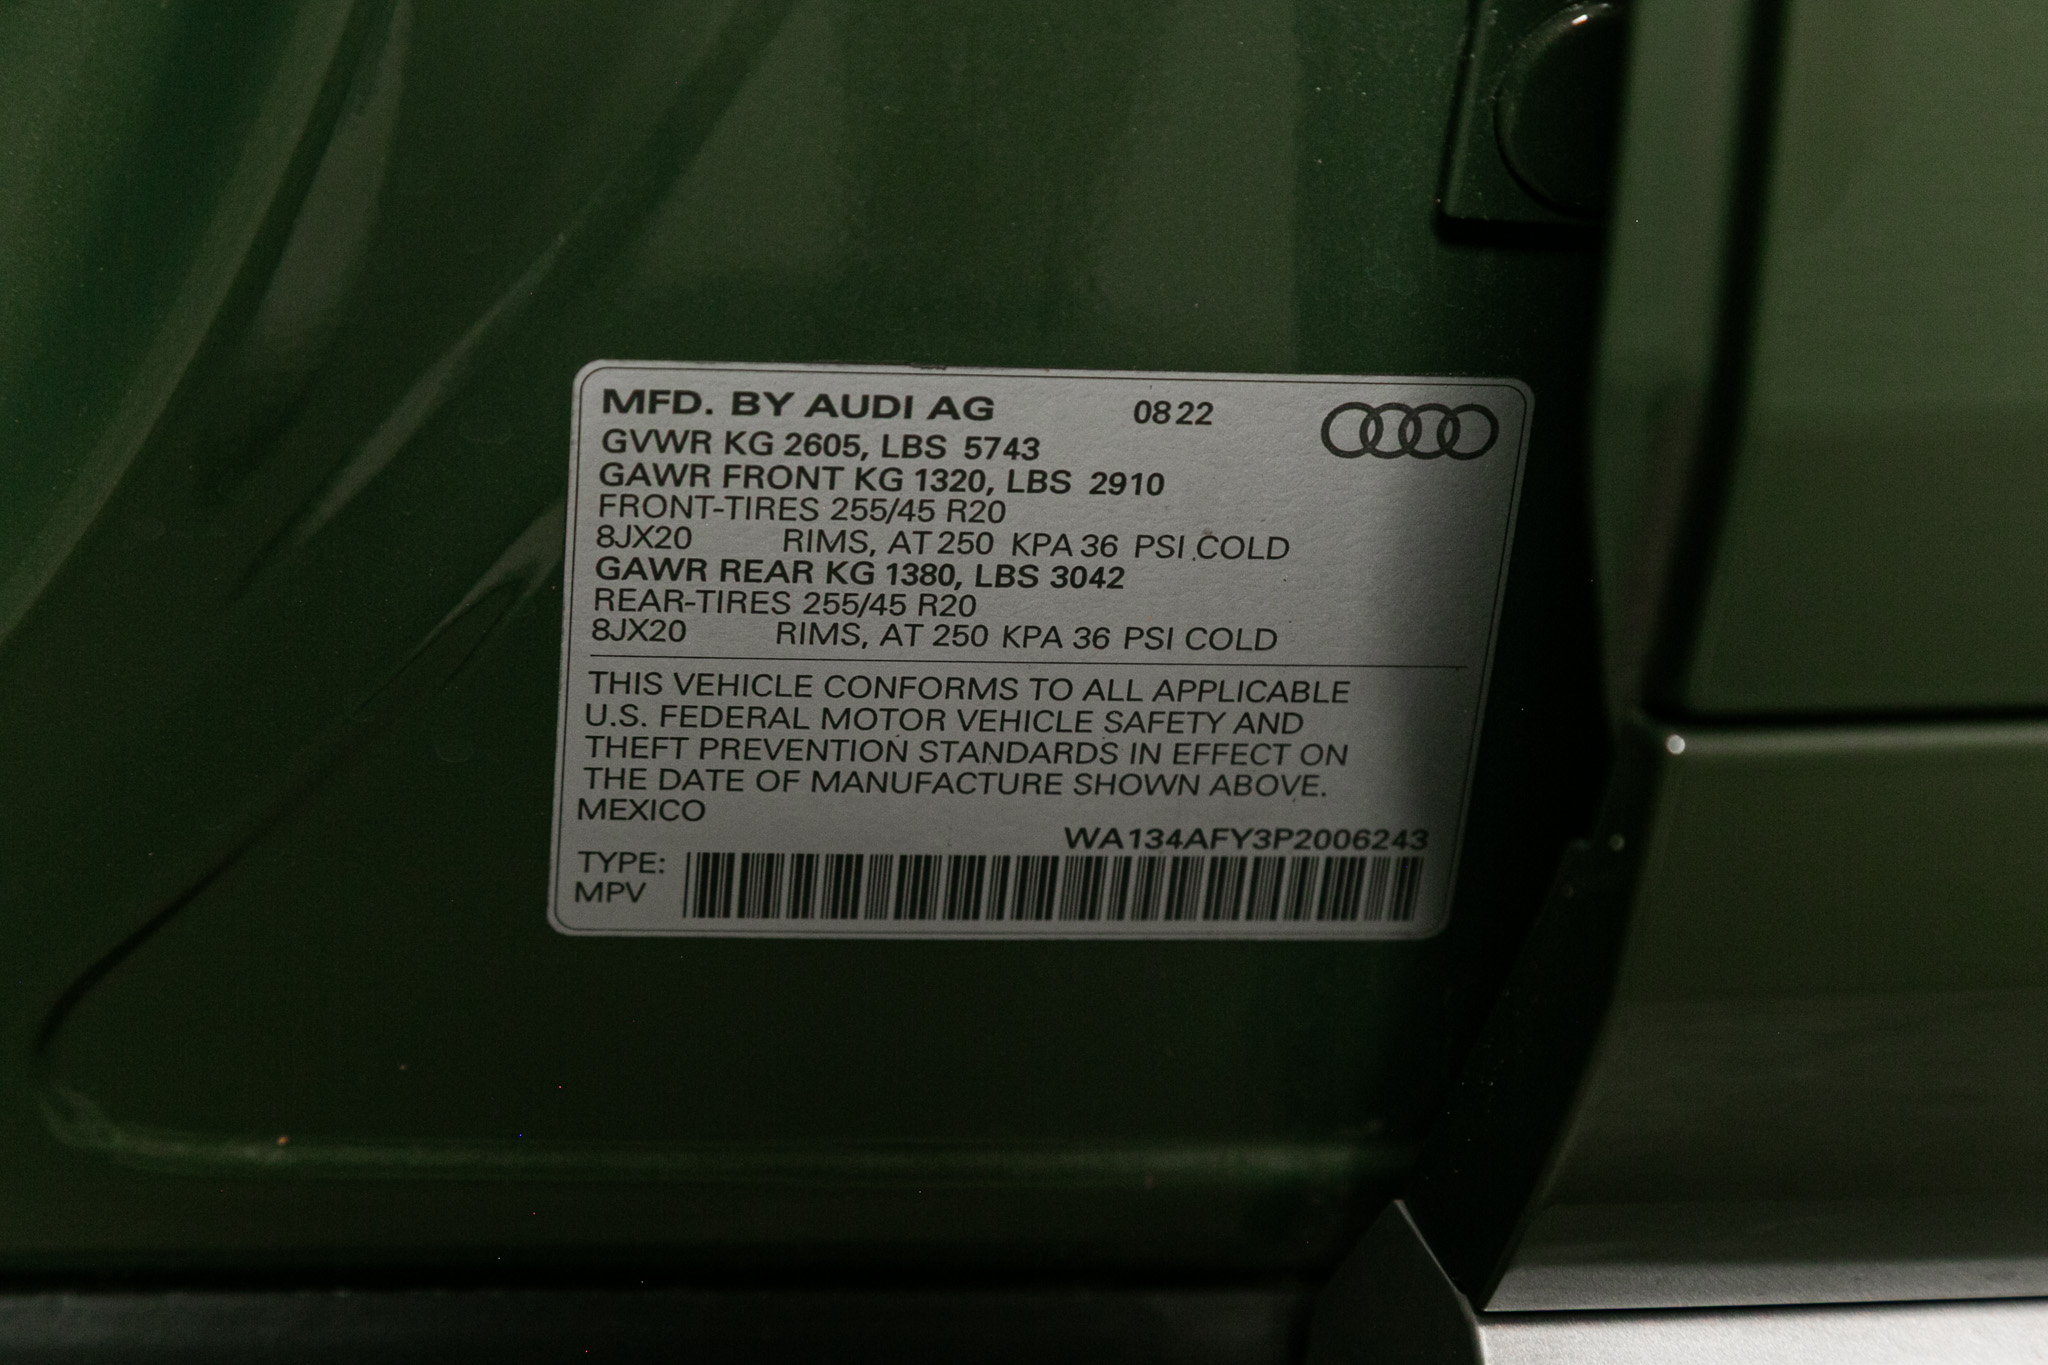 MFD. BY AUDI AG 0822
GVWR KG 2605, LBS 5743
GAWR FRONT KG 1320, LBS 2910
FRONT-TIRES 255/45 R20
8JX20 RIMS, AT 250 KPA 36 PSI COLD
GAWR REAR KG 1380, LBS 3042
REAR-TIRES 255/45 R20
8JX20 RIMS, AT 250 KPA 36 PSI COLD
THIS VEHICLE CONFORMS TO ALL APPLICABLE
U.S. FEDERAL MOTOR VEHICLE SAFETY AND
THEFT PREVENTION STANDARDS IN EFFECT ON
THE DATE OF MANUFACTURE SHOWN ABOVE.
MEXICO
WA134AFY3P2006243
TYPE:
MPV